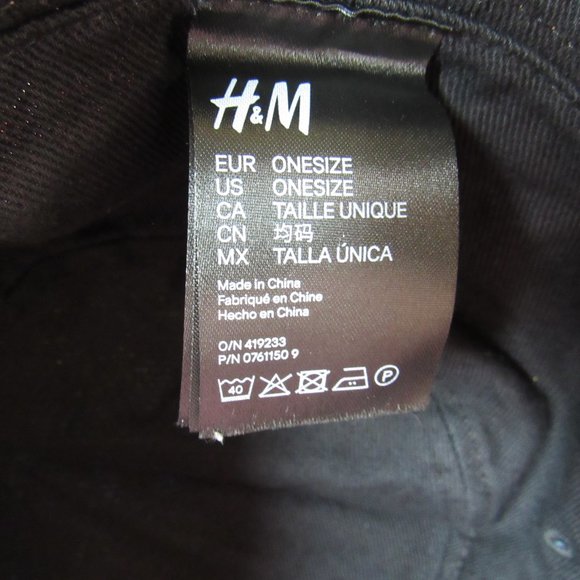 H&M
EUR ONESIZE
US ONESIZE
CA TAILLE UNIQUE
CN 均码
MX TALLA ÚNICA
Made in China
Fabriqué en Chine
Hecho en China
O/N 419233
P/N 0761150 9
40 P